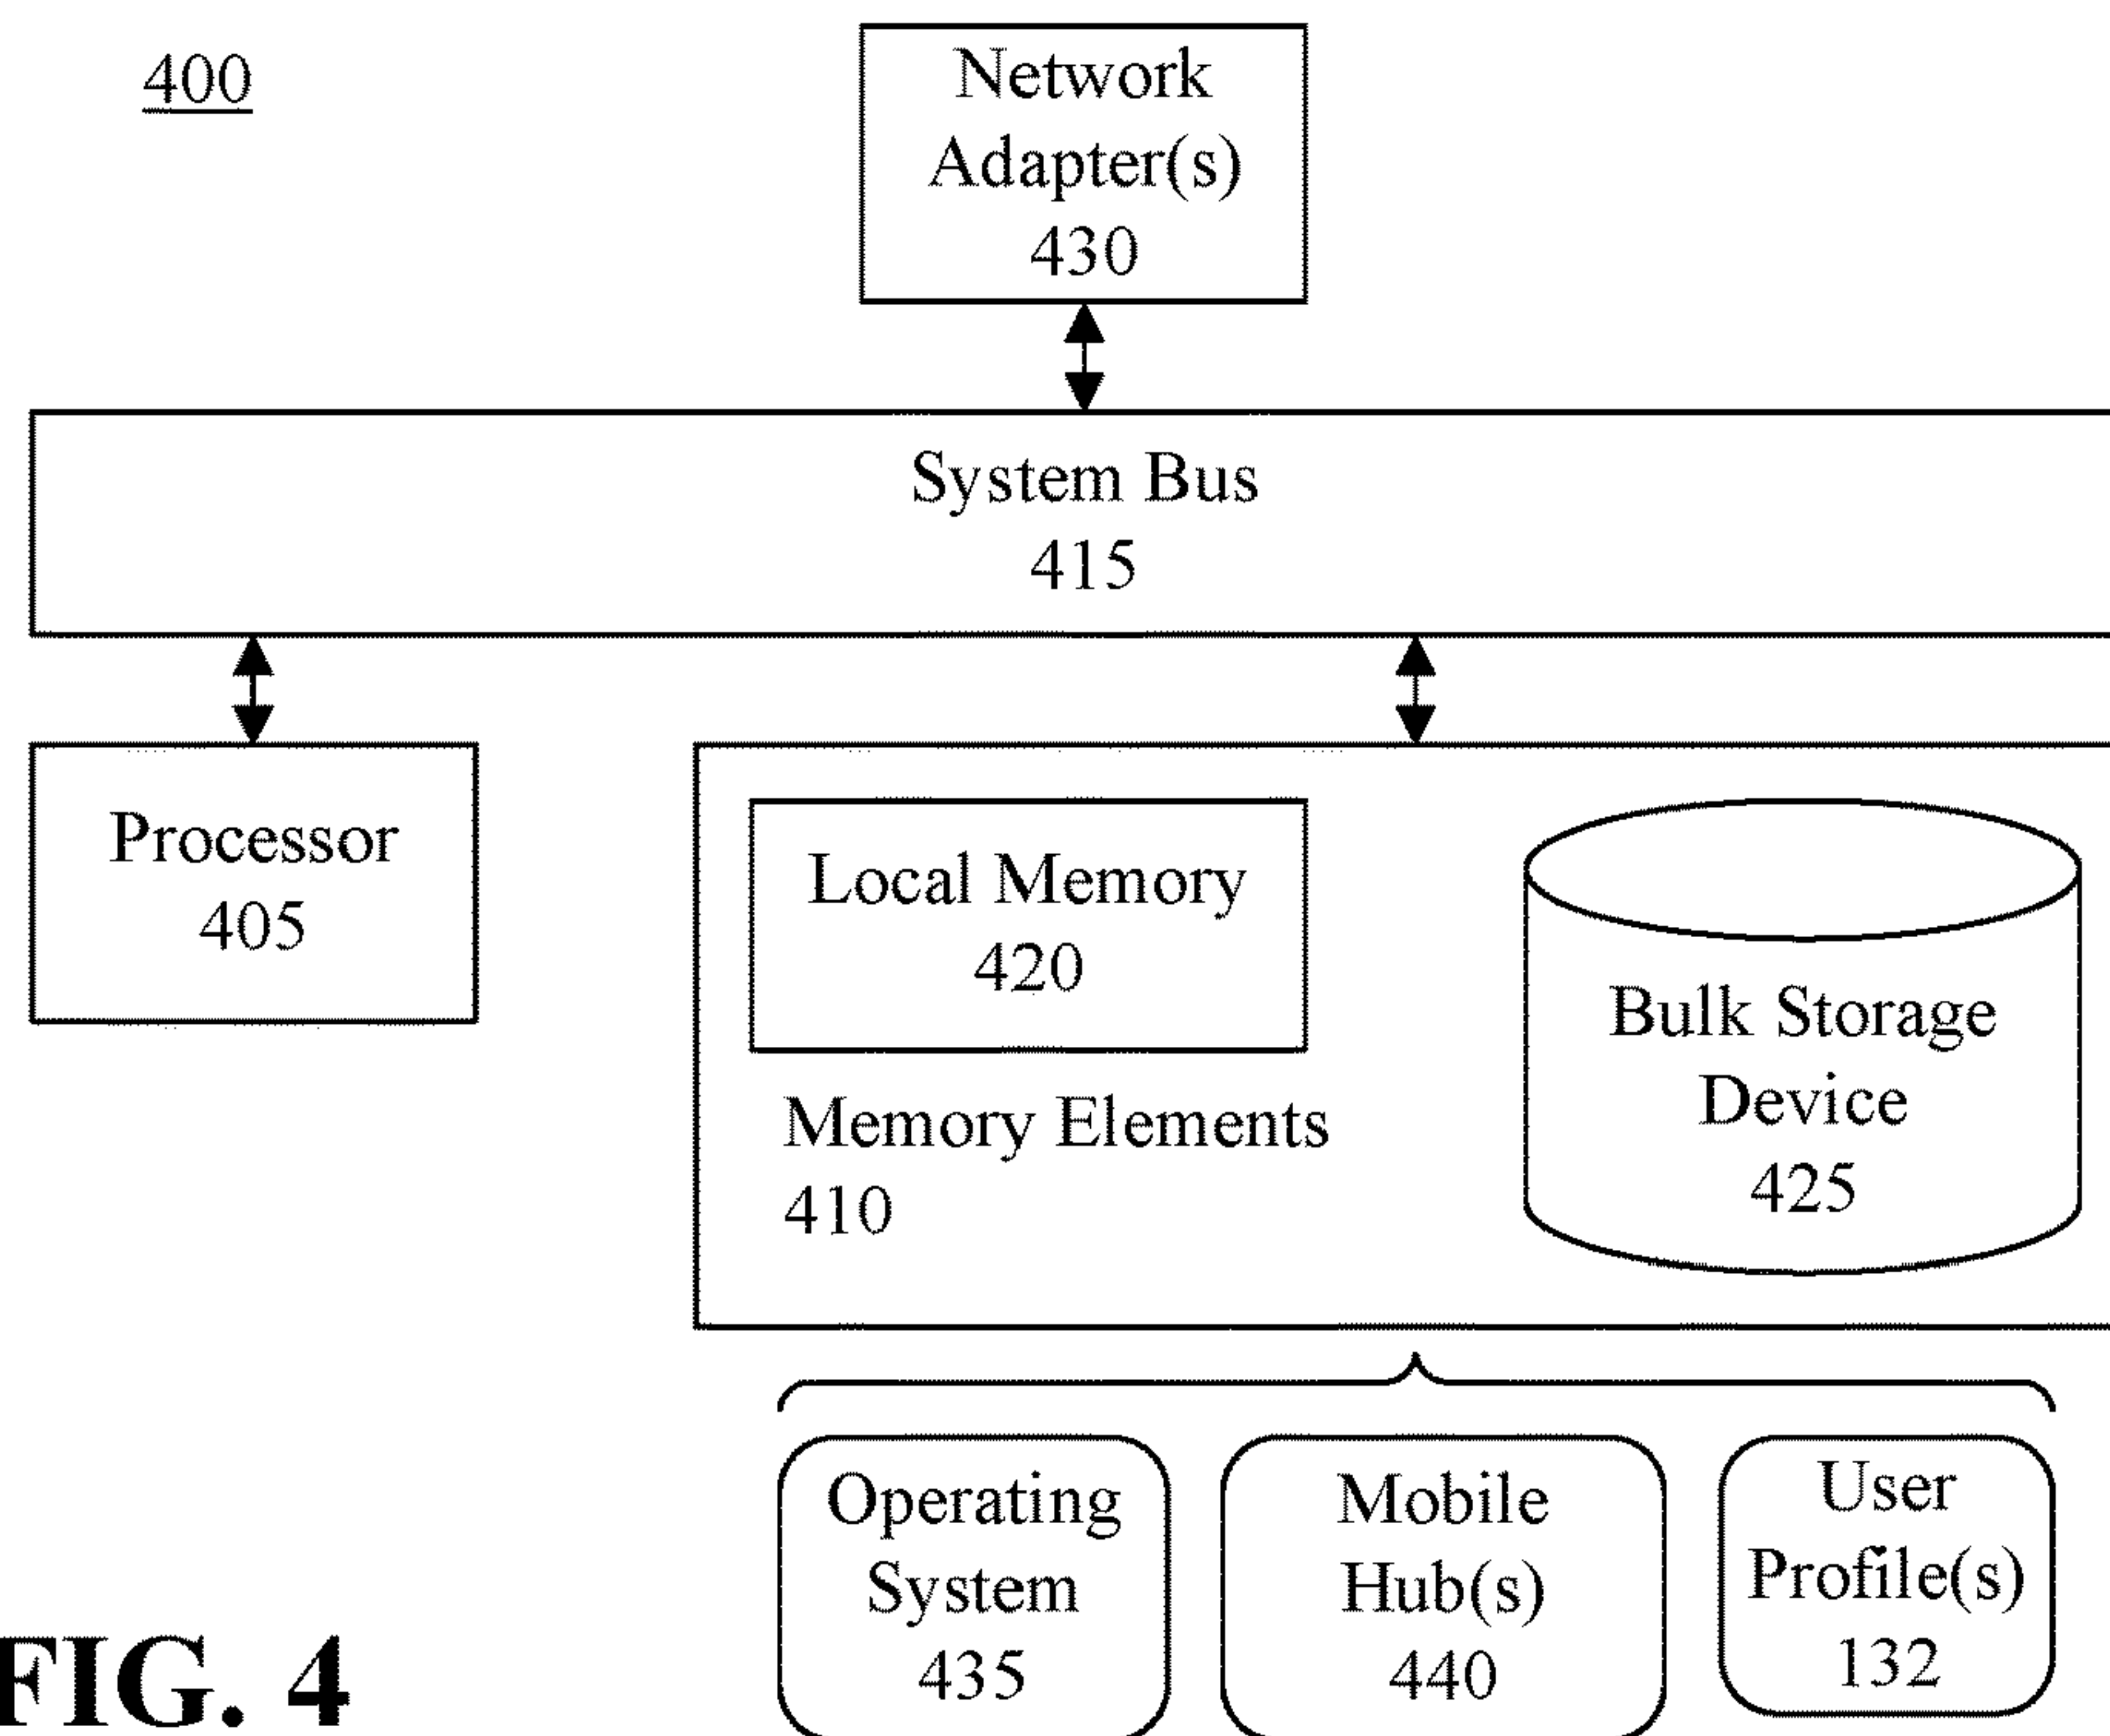 400
Network
Adapter(s)
430
System Bus
415
Processor
405
Local Memory
420
Memory Elements
410
Bulk Storage
Device
425
Operating
System
435
Mobile
Hub(s)
440
User
Profile(s)
132
FIG. 4